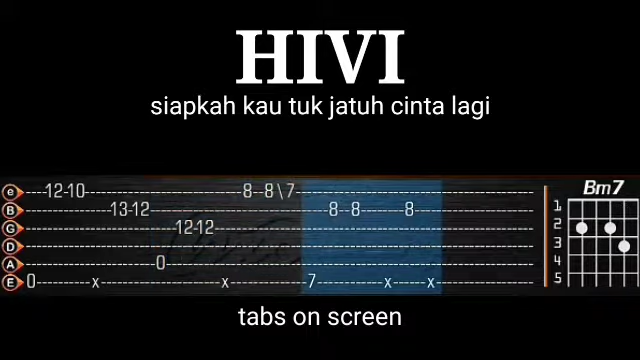 HIVI
siapkah kau tuk jatuh cinta lagi
e ---12-10-----------------8--8\7----------------------
B ---------13-12---------------------8--8-----8---------
G ----------------12-12---------------------------------
D ------------------------------------------------------
A --------------0---------------------------------------
E 0-------x---------------x--------7--------x----x------
Bm7
1
2
3
4
5
tabs on screen